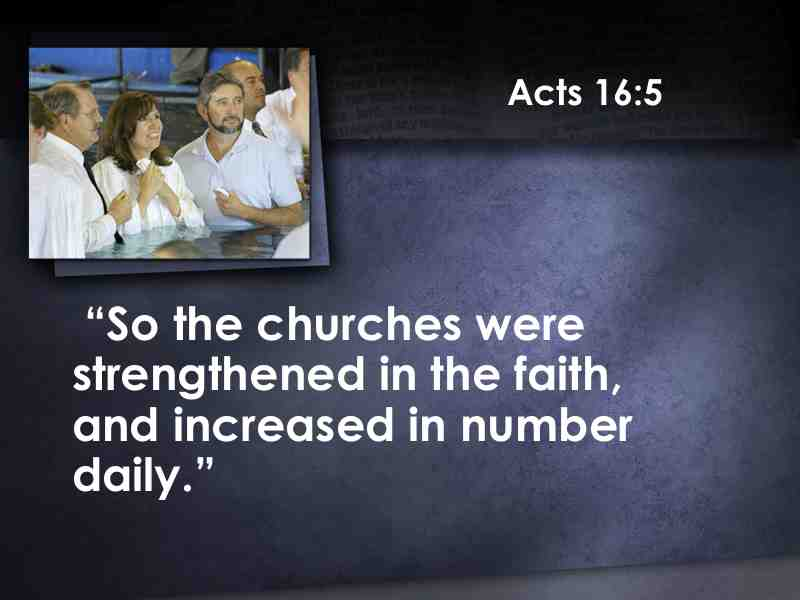 Acts 16:5
“So the churches were
strengthened in the faith,
and increased in number
daily.”